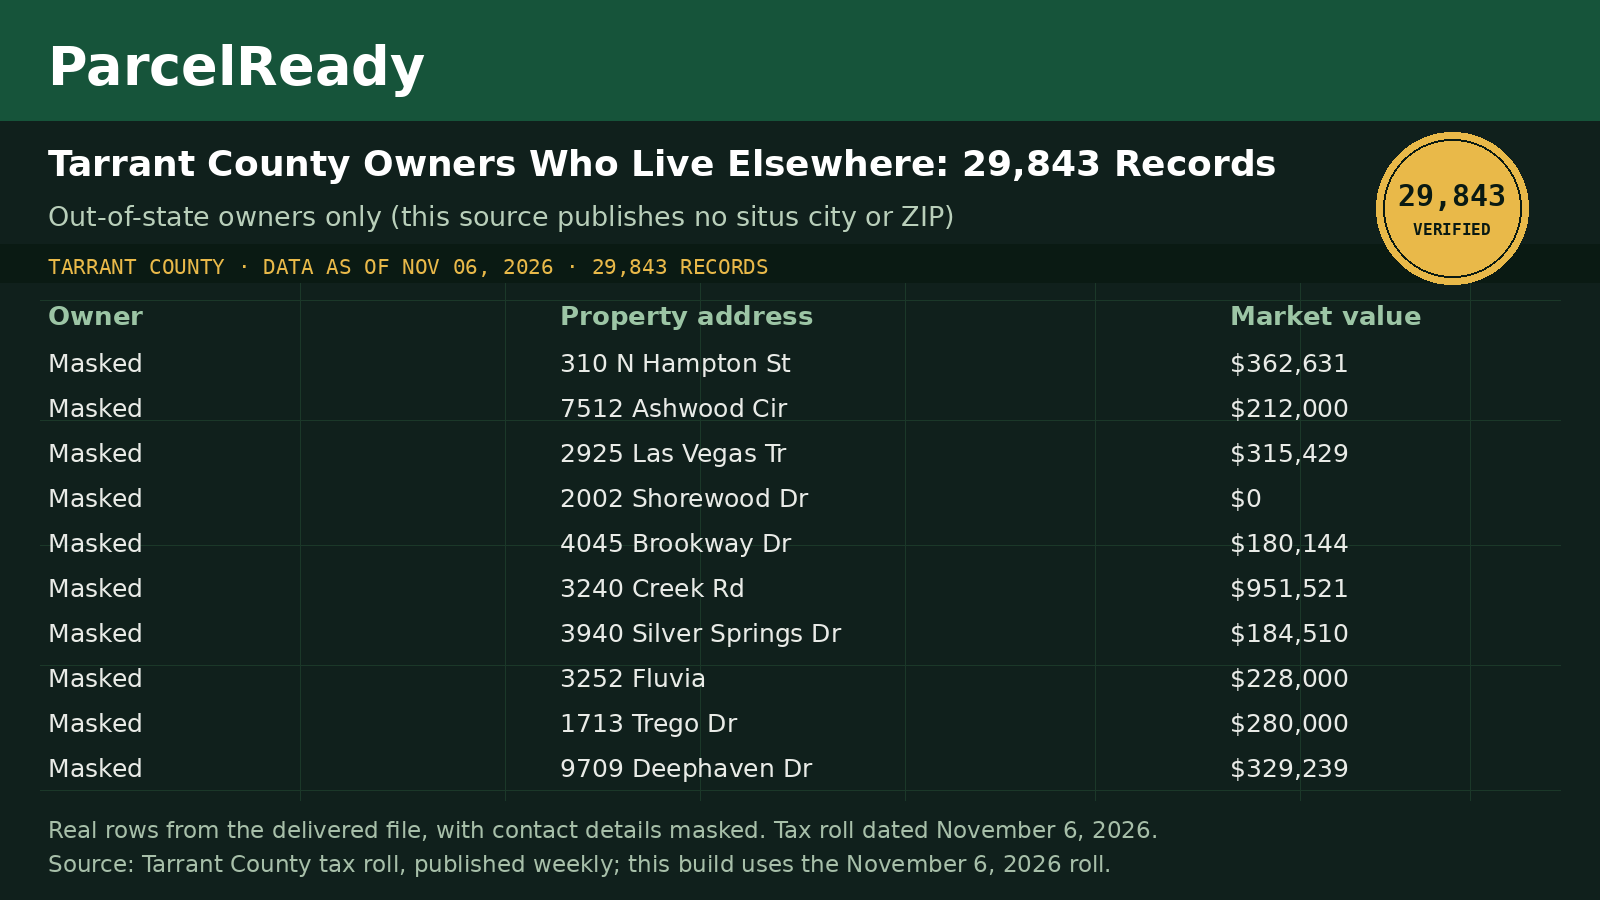 ParcelReady
Tarrant County Owners Who Live Elsewhere: 29,843 Records
Out-of-state owners only (this source publishes no situs city or ZIP)
29,843
VERIFIED
TARRANT COUNTY · DATA AS OF NOV 06, 2026 · 29,843 RECORDS
Owner Property address Market value
Masked 310 N Hampton St $362,631
Masked 7512 Ashwood Cir $212,000
Masked 2925 Las Vegas Tr $315,429
Masked 2002 Shorewood Dr $0
Masked 4045 Brookway Dr $180,144
Masked 3240 Creek Rd $951,521
Masked 3940 Silver Springs Dr $184,510
Masked 3252 Fluvia $228,000
Masked 1713 Trego Dr $280,000
Masked 9709 Deephaven Dr $329,239
Real rows from the delivered file, with contact details masked. Tax roll dated November 6, 2026.
Source: Tarrant County tax roll, published weekly; this build uses the November 6, 2026 roll.